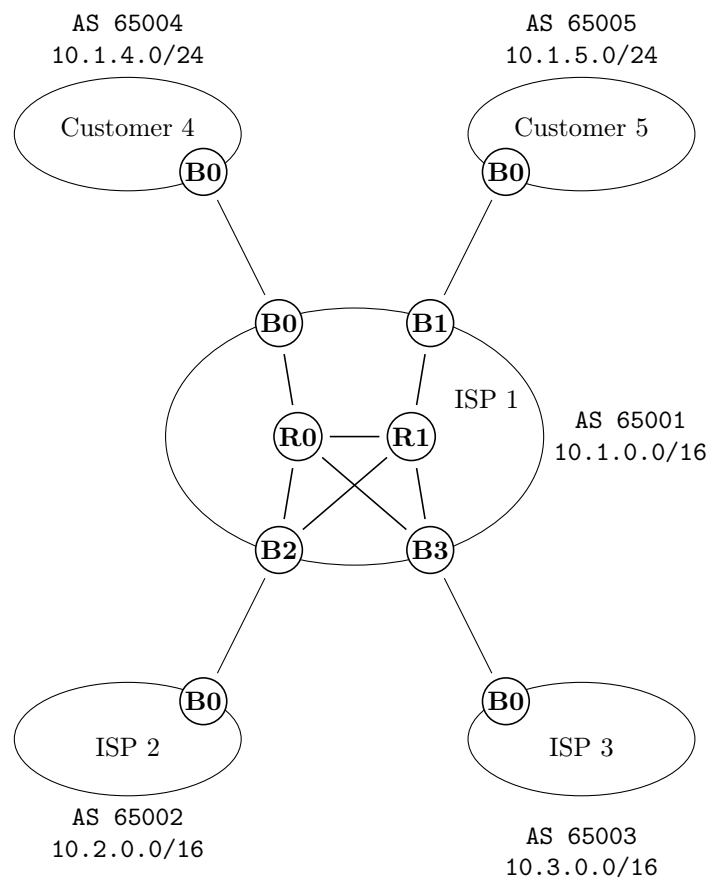 AS 65004
10.1.4.0/24
AS 65005
10.1.5.0/24
Customer 4
Customer 5
B0
B0
B0
B1
ISP 1
AS 65001
10.1.0.0/16
R0
R1
B2
B3
B0
B0
ISP 2
ISP 3
AS 65002
10.2.0.0/16
AS 65003
10.3.0.0/16